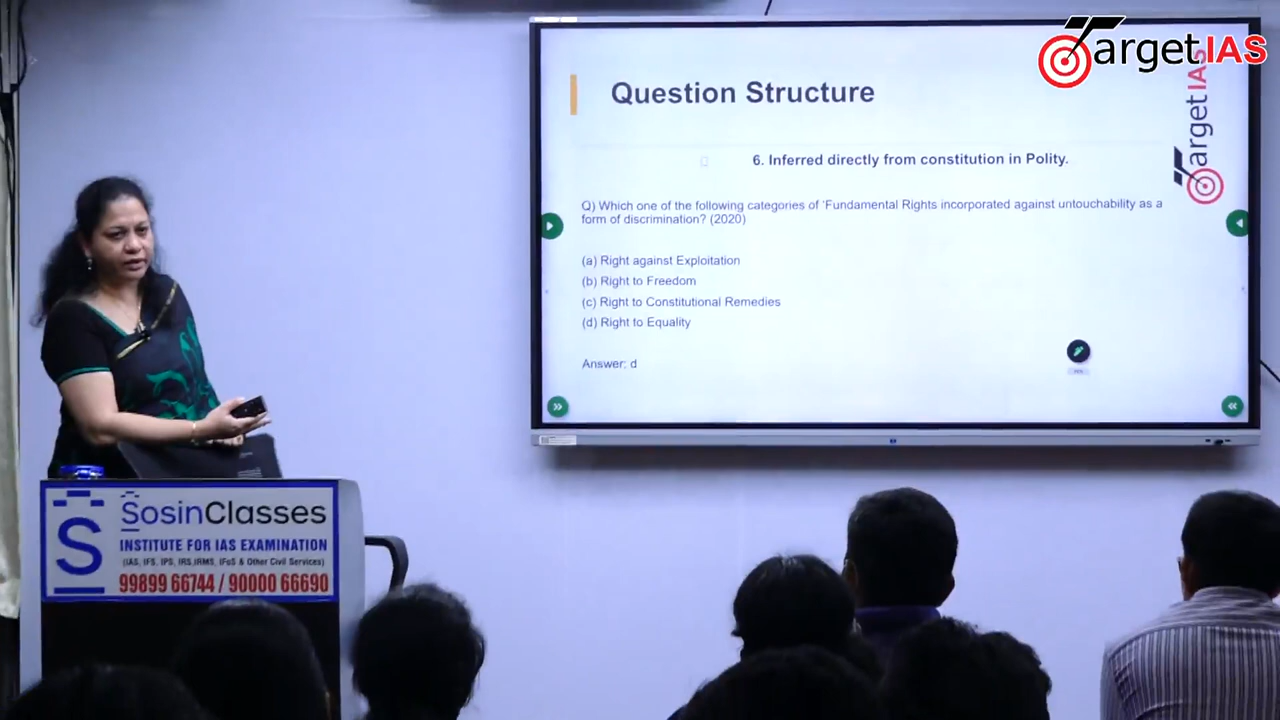 TargetIAS
TargetIAS
Question Structure
6. Inferred directly from constitution in Polity.
Q) Which one of the following categories of 'Fundamental Rights incorporated against untouchability as a
form of discrimination? (2020)
(a) Right against Exploitation
(b) Right to Freedom
(c) Right to Constitutional Remedies
(d) Right to Equality
Answer: d
S
SosinClasses
INSTITUTE FOR IAS EXAMINATION
(IAS, IFS, IPS, IRS,IRMS, IFoS & Other Civil Services)
99899 66744 / 90000 66690